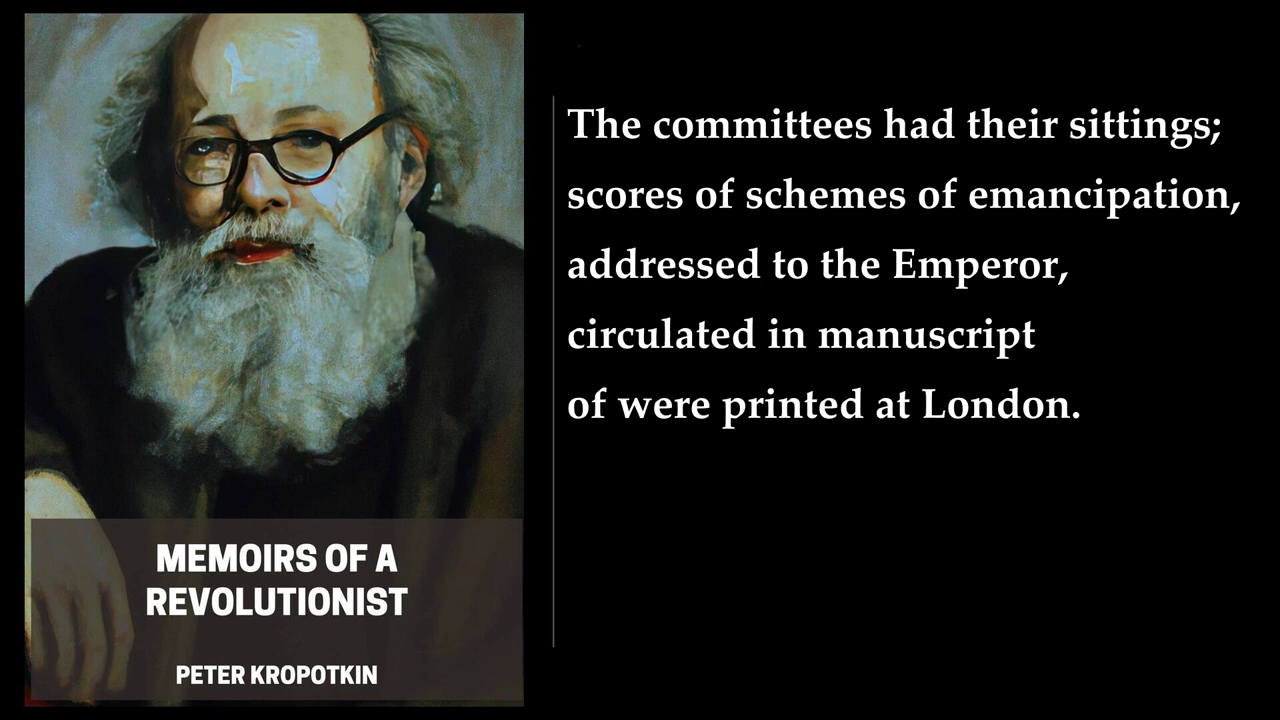 The committees had their sittings;
scores of schemes of emancipation,
addressed to the Emperor,
circulated in manuscript
of were printed at London.
MEMOIRS OF A
REVOLUTIONIST
PETER KROPOTKIN